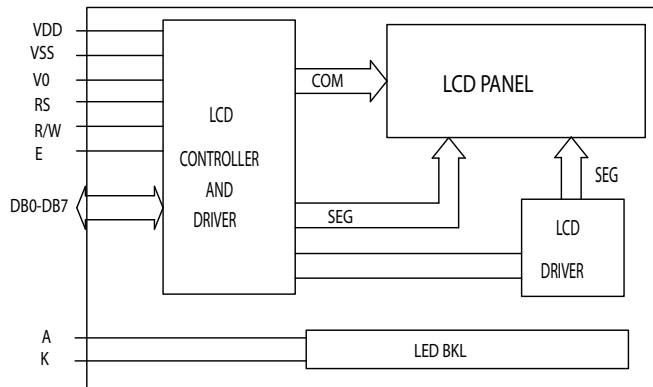 VDD
VSS
V0
RS
R/W
E
DB0-DB7
A
K
LCD
CONTROLLER
AND
DRIVER
COM
SEG
LCD PANEL
SEG
LCD
DRIVER
LED BKL